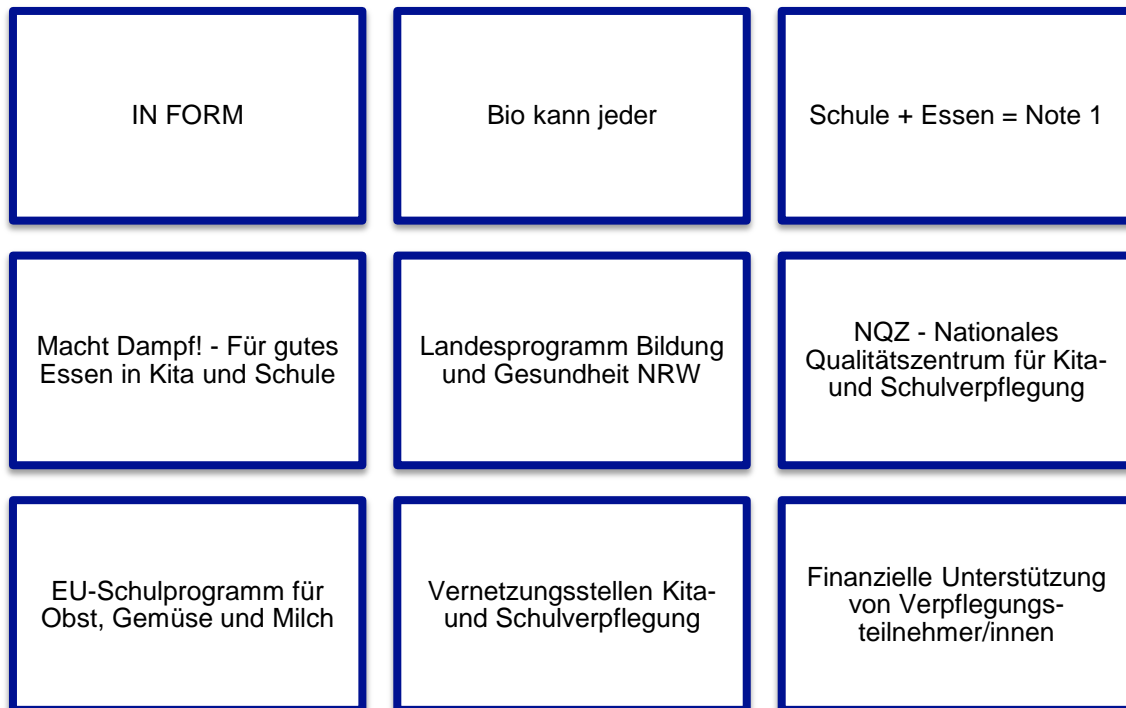 IN FORM
Bio kann jeder
Schule + Essen = Note 1
Macht Dampf! - Für gutes
Essen in Kita und Schule
Landesprogramm Bildung
und Gesundheit NRW
NQZ - Nationales
Qualitätszentrum für Kita-
und Schulverpflegung
EU-Schulprogramm für
Obst, Gemüse und Milch
Vernetzungsstellen Kita-
und Schulverpflegung
Finanzielle Unterstützung
von Verpflegungs-
teilnehmer/innen